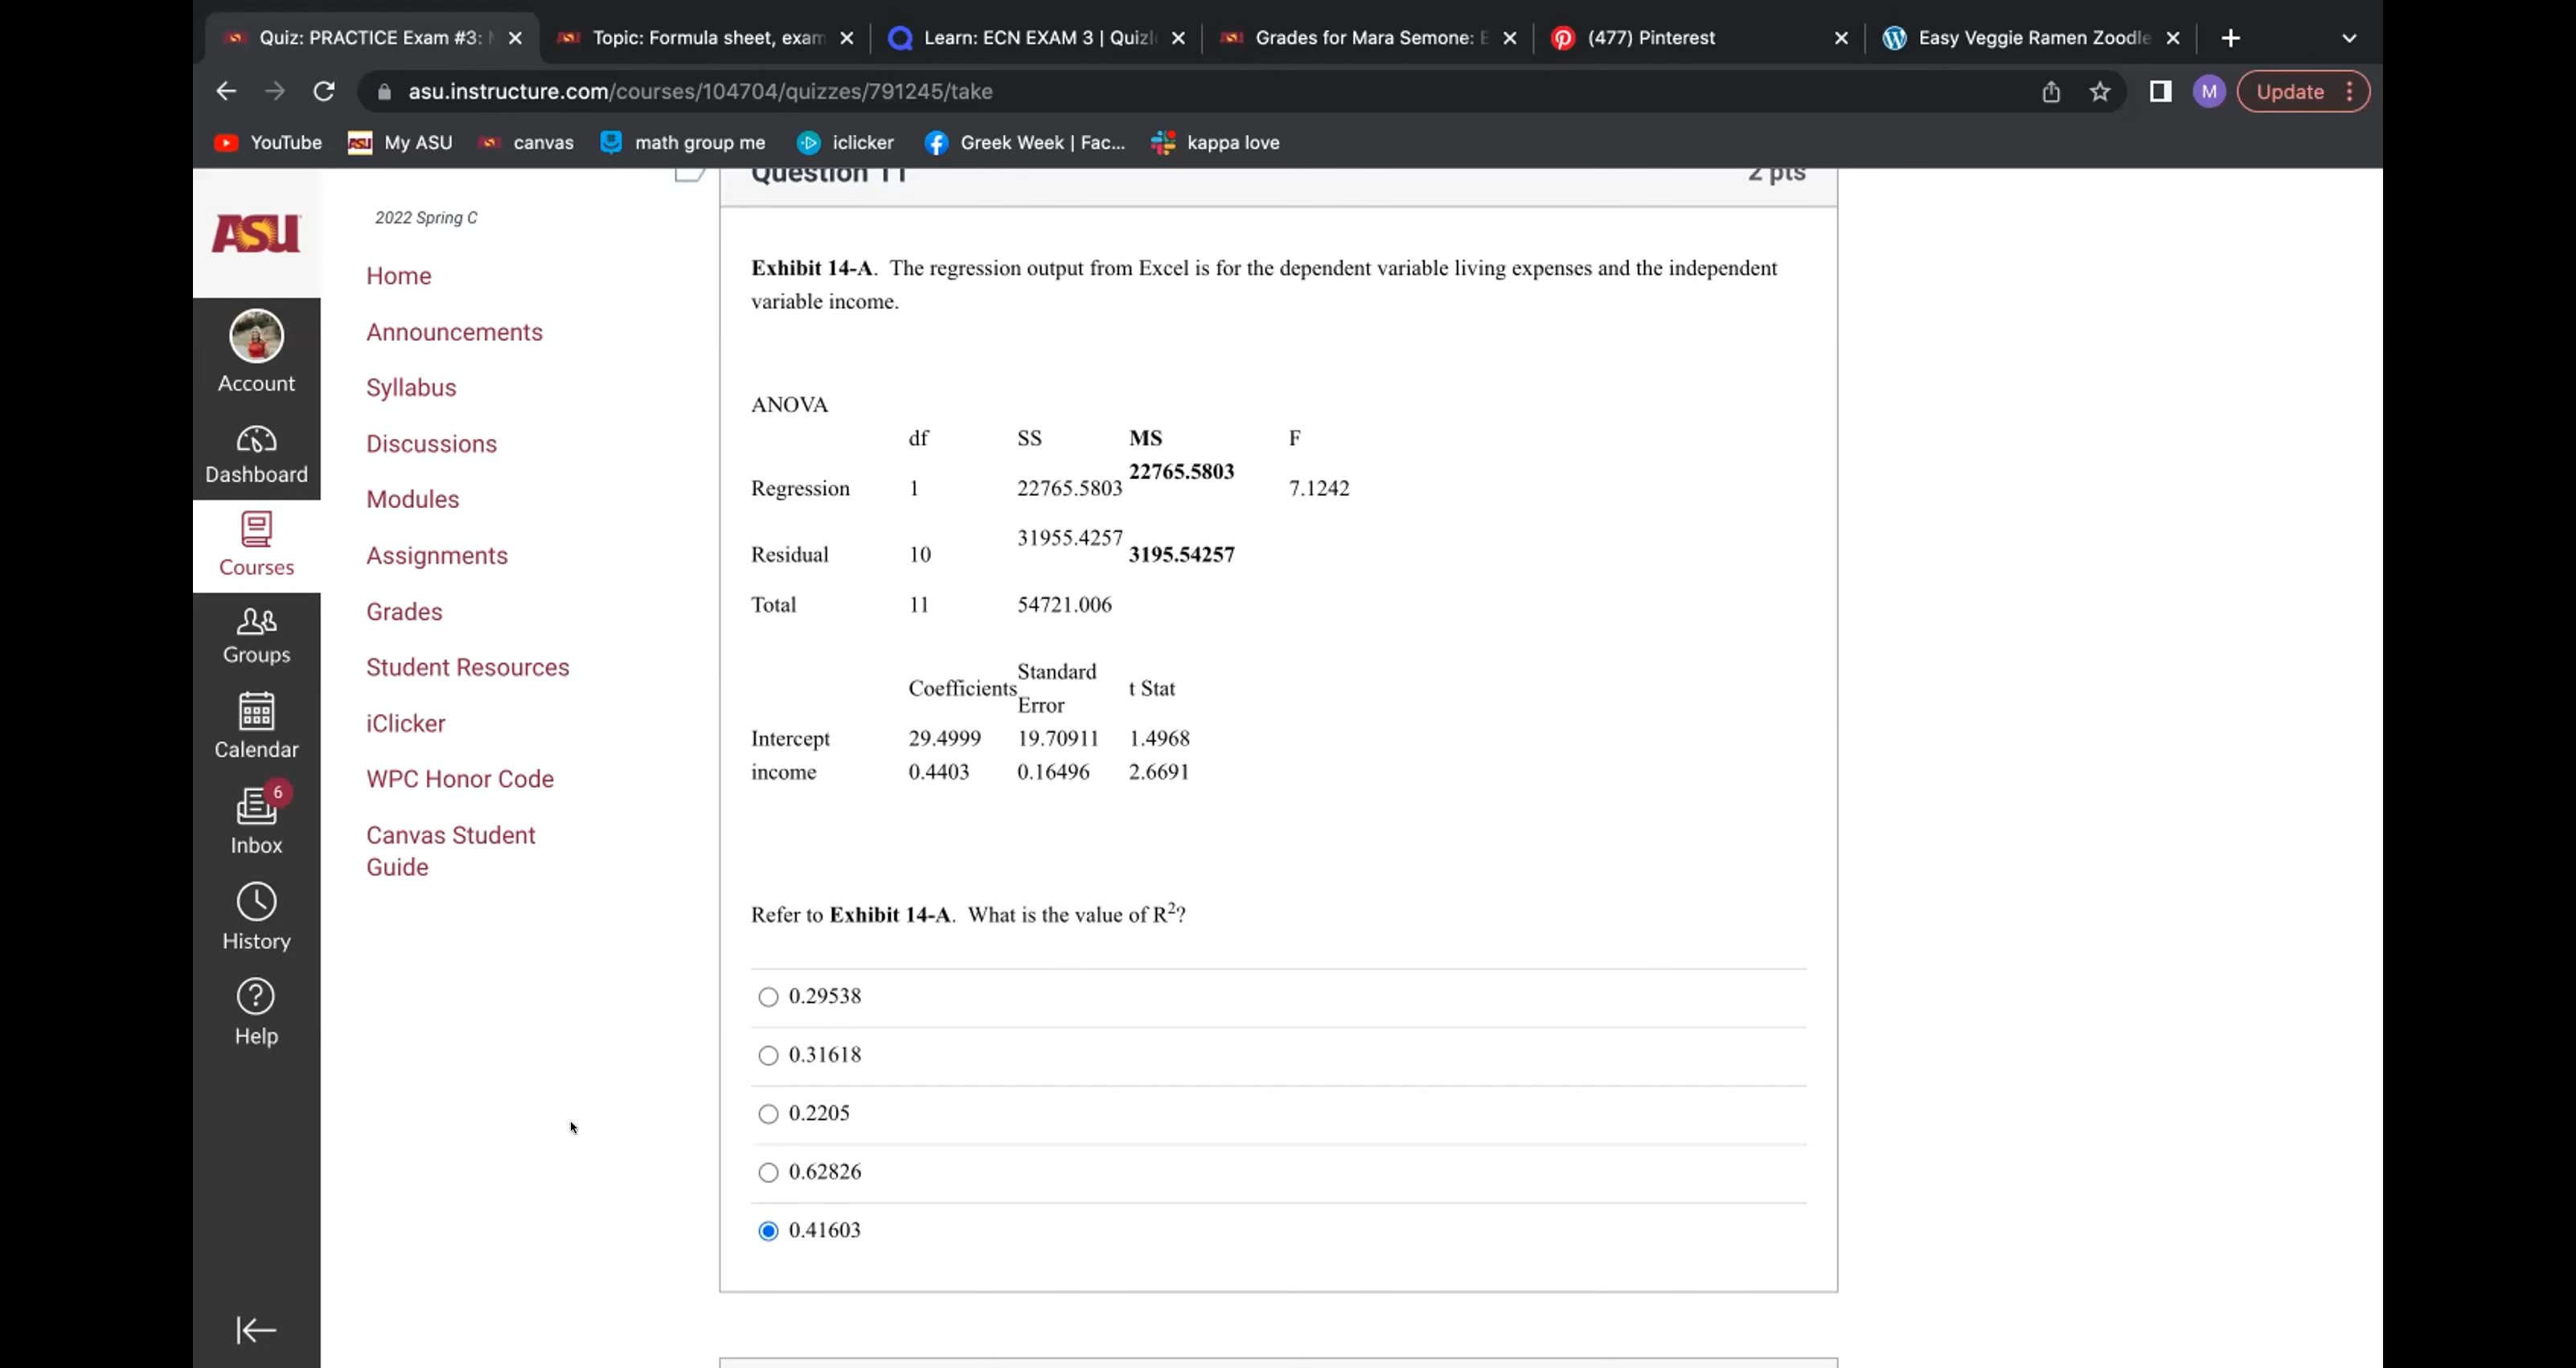 Quiz: PRACTICE Exam #3:
Topic: Formula sheet, exam
Learn: ECN EXAM 3 | Quizl
Grades for Mara Semone: E
(477) Pinterest
Easy Veggie Ramen Zoodle
asu.instructure.com/courses/104704/quizzes/791245/take
M
Update
YouTube
My ASU
canvas
math group me
iclicker
Greek Week | Fac...
kappa love
ASU
Account
Dashboard
Courses
Groups
Calendar
6
Inbox
History
Help
2022 Spring C
Home
Announcements
Syllabus
Discussions
Modules
Assignments
Grades
Student Resources
iClicker
WPC Honor Code
Canvas Student
Guide
Question 11 2 pts
Exhibit 14-A. The regression output from Excel is for the dependent variable living expenses and the independent
variable income.
ANOVA
df SS MS F
Regression 1 22765.5803 22765.5803 7.1242
Residual 10 31955.4257 3195.54257
Total 11 54721.006
Coefficients Standard Error t Stat
Intercept 29.4999 19.70911 1.4968
income 0.4403 0.16496 2.6691
Refer to Exhibit 14-A. What is the value of R²?
0.29538
0.31618
0.2205
0.62826
0.41603